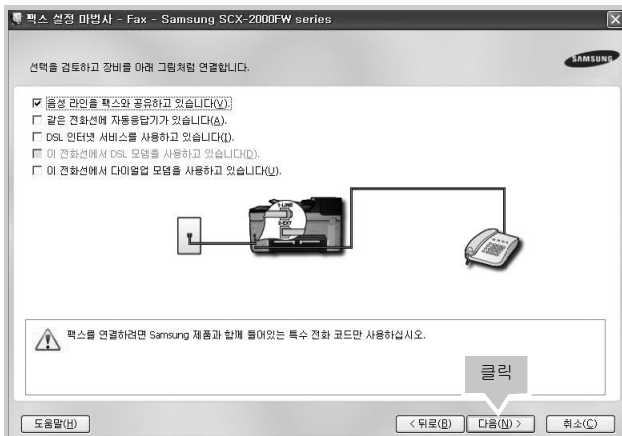 팩스 설정 마법사 - Fax - Samsung SCX-2000FW series
SAMSUNG
선택을 검토하고 장비를 아래 그림처럼 연결합니다.
음성 라인을 팩스와 공유하고 있습니다(V).
같은 전화선에 자동응답기가 있습니다(A).
DSL 인터넷 서비스를 사용하고 있습니다(I).
이 전화선에서 DSL 모뎀을 사용하고 있습니다(D).
이 전화선에서 다이얼업 모뎀을 사용하고 있습니다(U).
1-LINE
2-EXT
팩스를 연결하려면 Samsung 제품과 함께 들어있는 특수 전화 코드만 사용하십시오.
클릭
도움말(H)
< 뒤로(B)
다음(N) >
취소(C)